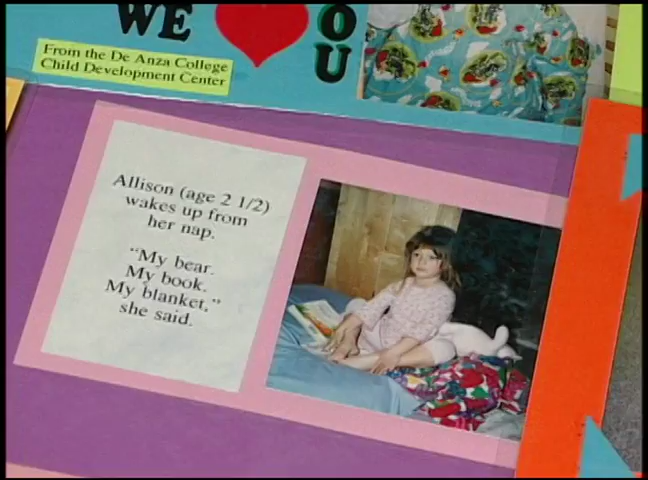 WE
OU
From the De Anza College
Child Development Center
Allison (age 2 1/2)
wakes up from
her nap.
"My bear.
My book.
My blanket,"
she said.